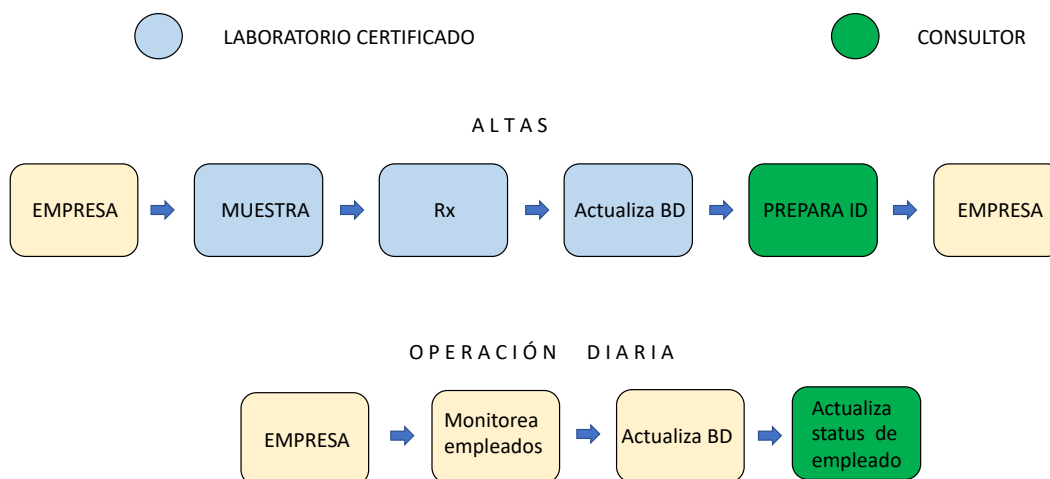 LABORATORIO CERTIFICADO
CONSULTOR
A L T A S
EMPRESA
MUESTRA
Rx
Actualiza BD
PREPARA ID
EMPRESA
O P E R A C I Ó N D I A R I A
EMPRESA
Monitorea
empleados
Actualiza BD
Actualiza
status de
empleado